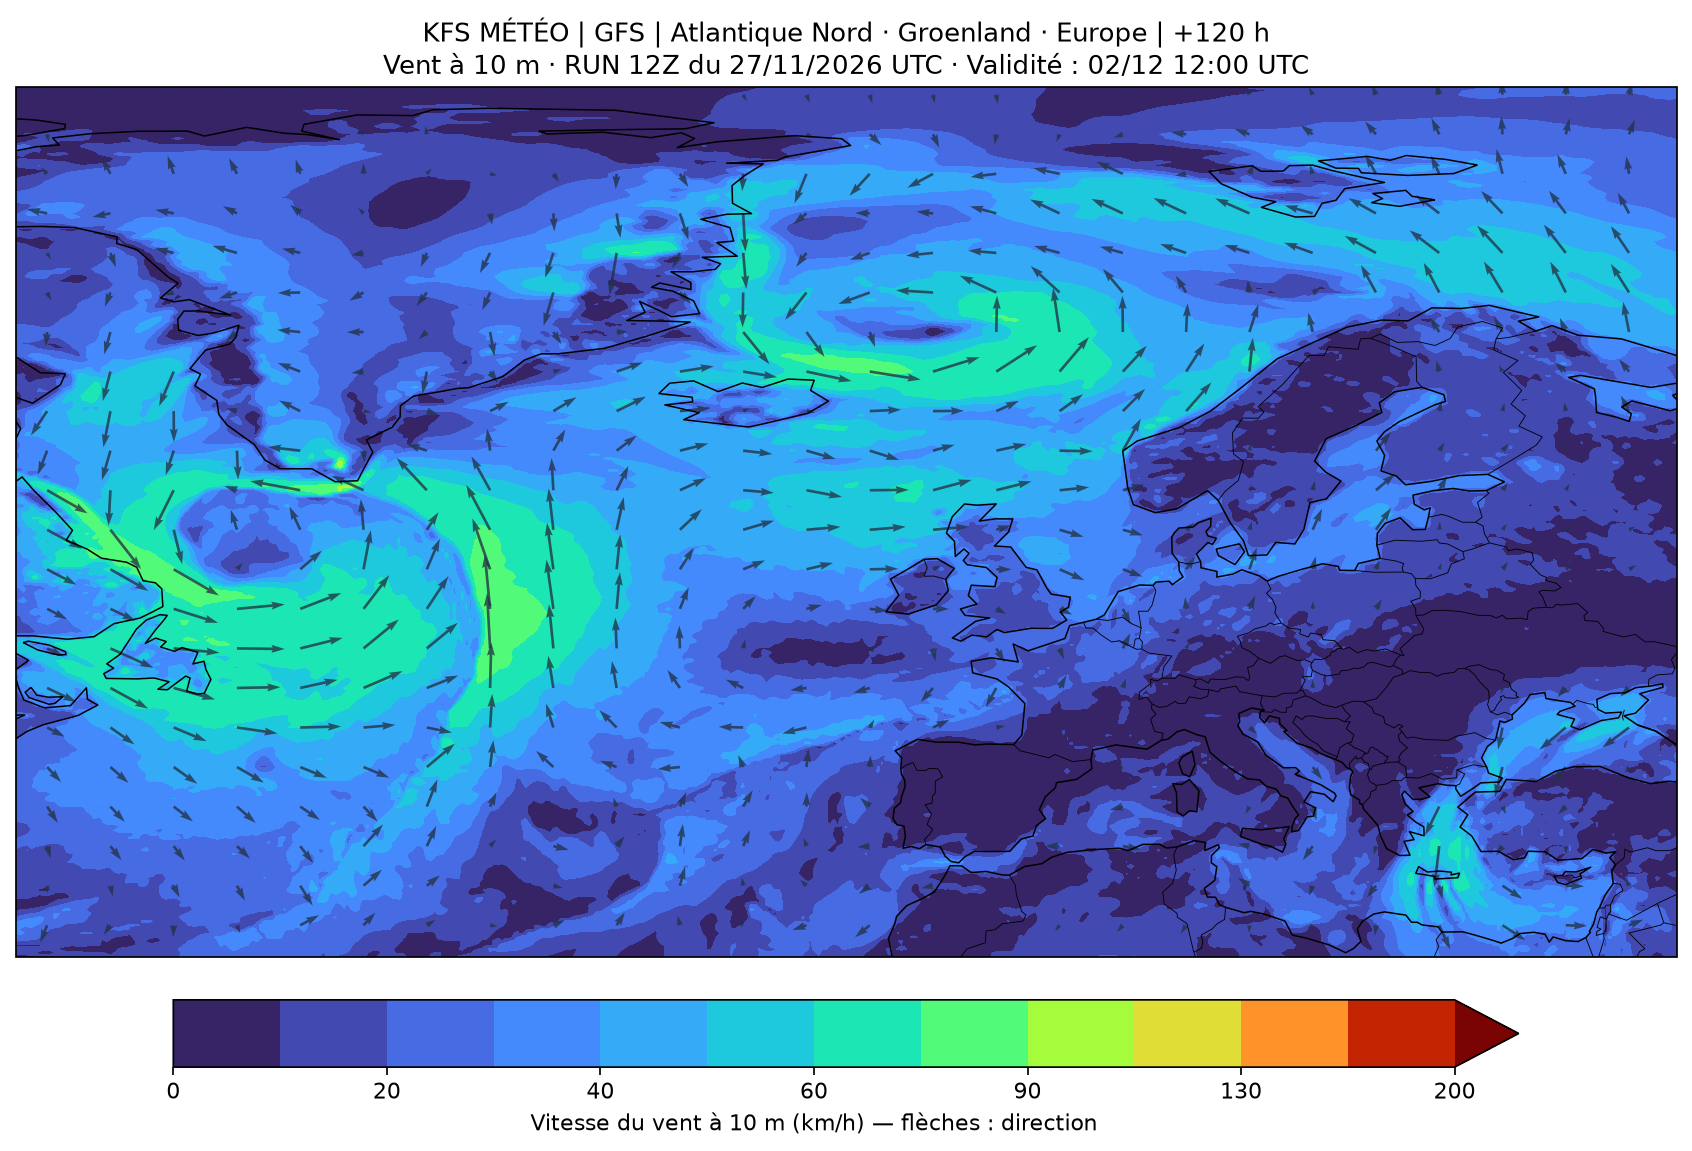 KFS MÉTÉO | GFS | Atlantique Nord · Groenland · Europe | +120 h
Vent à 10 m · RUN 12Z du 27/11/2026 UTC · Validité : 02/12 12:00 UTC
0 20 40 60 90 130 200
Vitesse du vent à 10 m (km/h) — flèches : direction